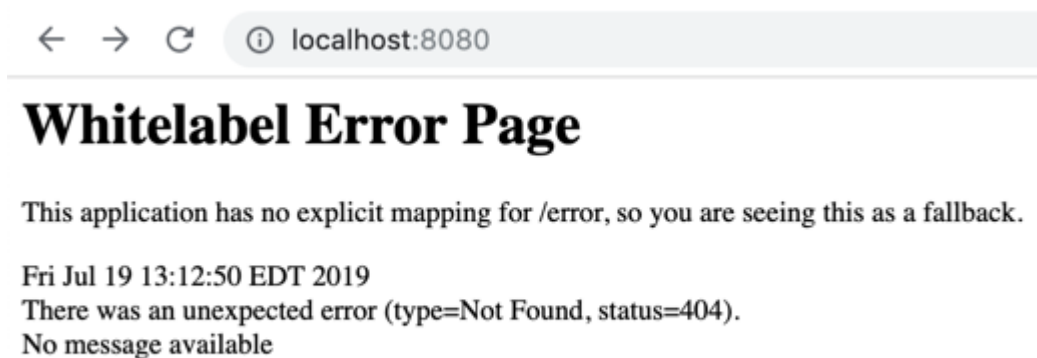 localhost:8080
Whitelabel Error Page
This application has no explicit mapping for /error, so you are seeing this as a fallback.
Fri Jul 19 13:12:50 EDT 2019
There was an unexpected error (type=Not Found, status=404).
No message available